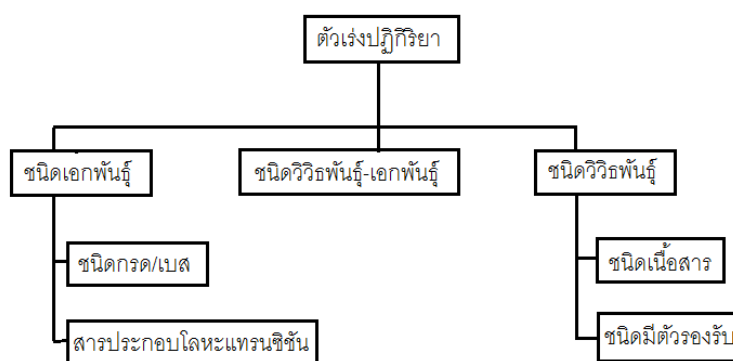 ตัวเร่งปฏิกิริยา
ชนิดเอกพันธุ์
ชนิดวิวิธพันธุ์-เอกพันธุ์
ชนิดวิวิธพันธุ์
ชนิดกรด/เบส
ชนิดเนื้อสาร
สารประกอบโลหะแทรนซิชัน
ชนิดมีตัวรองรับ